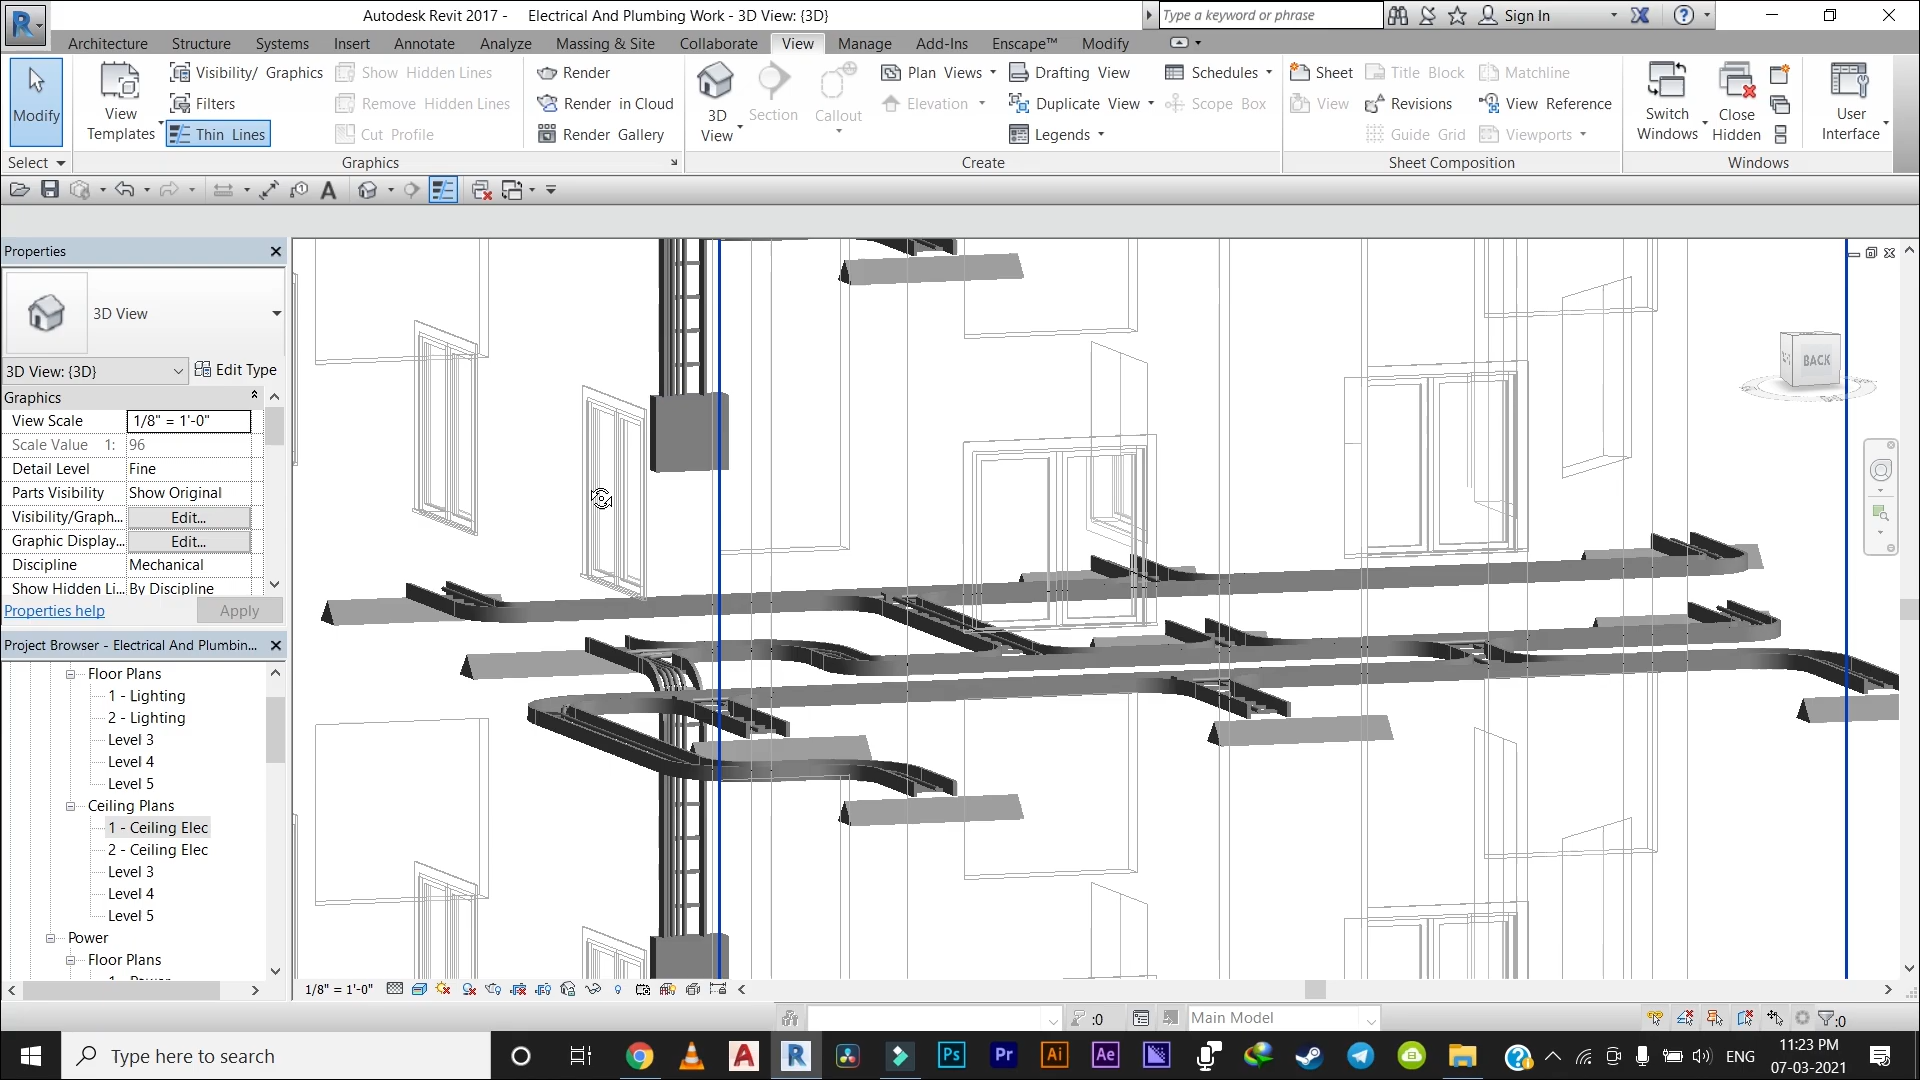 Autodesk Revit 2017 - Electrical And Plumbing Work - 3D View: {3D}
Type a keyword or phrase
Sign In
Architecture Structure Systems Insert Annotate Analyze Massing & Site Collaborate View Manage Add-Ins Enscape™ Modify
Modify
View Templates
Visibility/ Graphics
Filters
Thin Lines
Show Hidden Lines
Remove Hidden Lines
Cut Profile
Render
Render in Cloud
Render Gallery
3D View
Section
Callout
Plan Views
Elevation
Drafting View
Duplicate View
Legends
Schedules
Scope Box
Sheet
View
Title Block
Revisions
Guide Grid
Matchline
View Reference
Viewports
Switch Windows
Close Hidden
User Interface
Select Graphics Create Sheet Composition Windows
Properties
3D View
3D View: {3D} Edit Type
Graphics
View Scale 1/8" = 1'-0"
Scale Value 1: 96
Detail Level Fine
Parts Visibility Show Original
Visibility/Graph... Edit...
Graphic Display... Edit...
Discipline Mechanical
Show Hidden Li... By Discipline
Properties help Apply
Project Browser - Electrical And Plumbin...
Floor Plans
1 - Lighting
2 - Lighting
Level 3
Level 4
Level 5
Ceiling Plans
1 - Ceiling Elec
2 - Ceiling Elec
Level 3
Level 4
Level 5
Power
Floor Plans
BACK
1/8" = 1'-0"
:0
Main Model
:0
Type here to search
Ps Pr Ai Ae
ENG
11:23 PM
07-03-2021